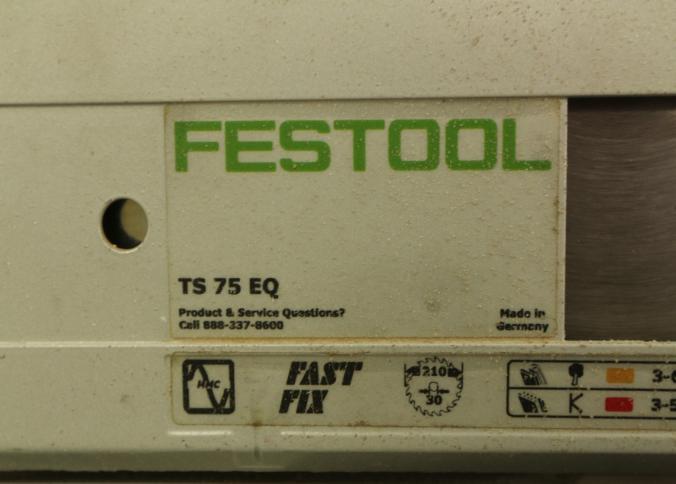 FESTOOL
TS 75 EQ
Product & Service Questions?
Call 888-337-8600
Made in
Germany
MMC
FAST
FIX
210
30
K